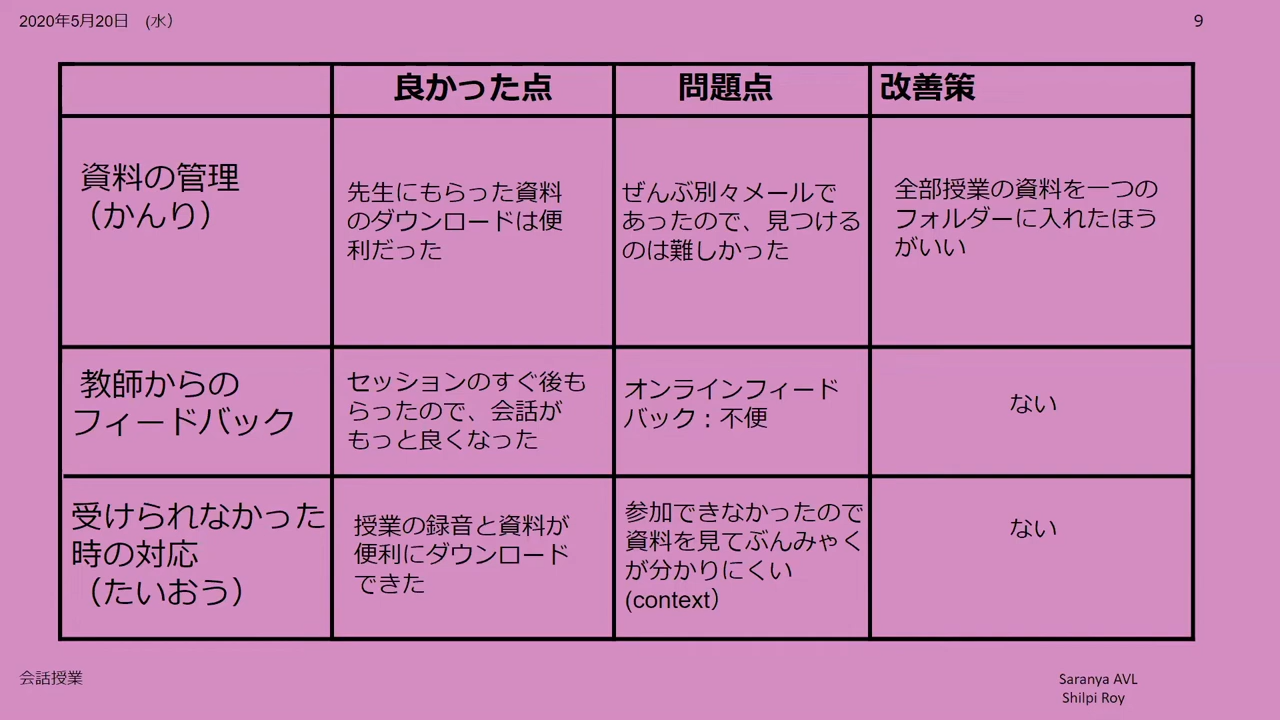 2020年5月20日　(水）
9
良かった点
問題点
改善策
資料の管理
（かんり）
先生にもらった資料
のダウンロードは便
利だった
ぜんぶ別々メールで
あったので、見つける
のは難しかった
全部授業の資料を一つの
フォルダーに入れたほう
がいい
教師からの
フィードバック
セッションのすぐ後も
らったので、会話が
もっと良くなった
オンラインフィード
バック：不便
ない
受けられなかった
時の対応
（たいおう）
授業の録音と資料が
便利にダウンロード
できた
参加できなかったので
資料を見てぶんみゃく
が分かりにくい
(context）
ない
会話授業
Saranya AVL
Shilpi Roy